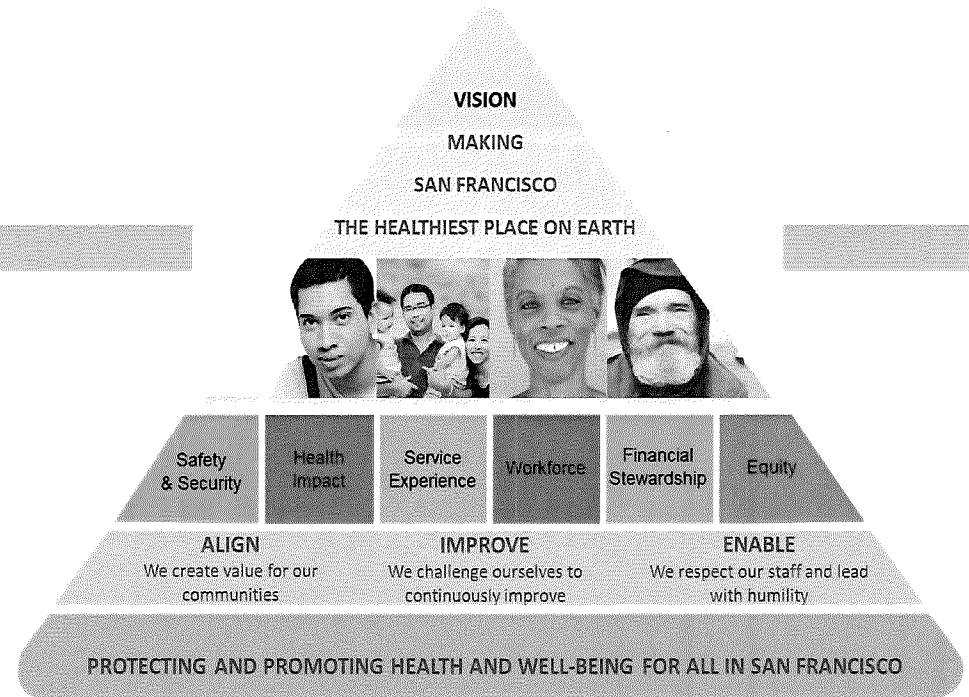 VISION
MAKING
SAN FRANCISCO
THE HEALTHIEST PLACE ON EARTH
Safety
& Security
Health
Impact
Service
Experience
Workforce
Financial
Stewardship
Equity
ALIGN
We create value for our
communities
IMPROVE
We challenge ourselves to
continuously improve
ENABLE
We respect our staff and lead
with humility
PROTECTING AND PROMOTING HEALTH AND WELL-BEING FOR ALL IN SAN FRANCISCO